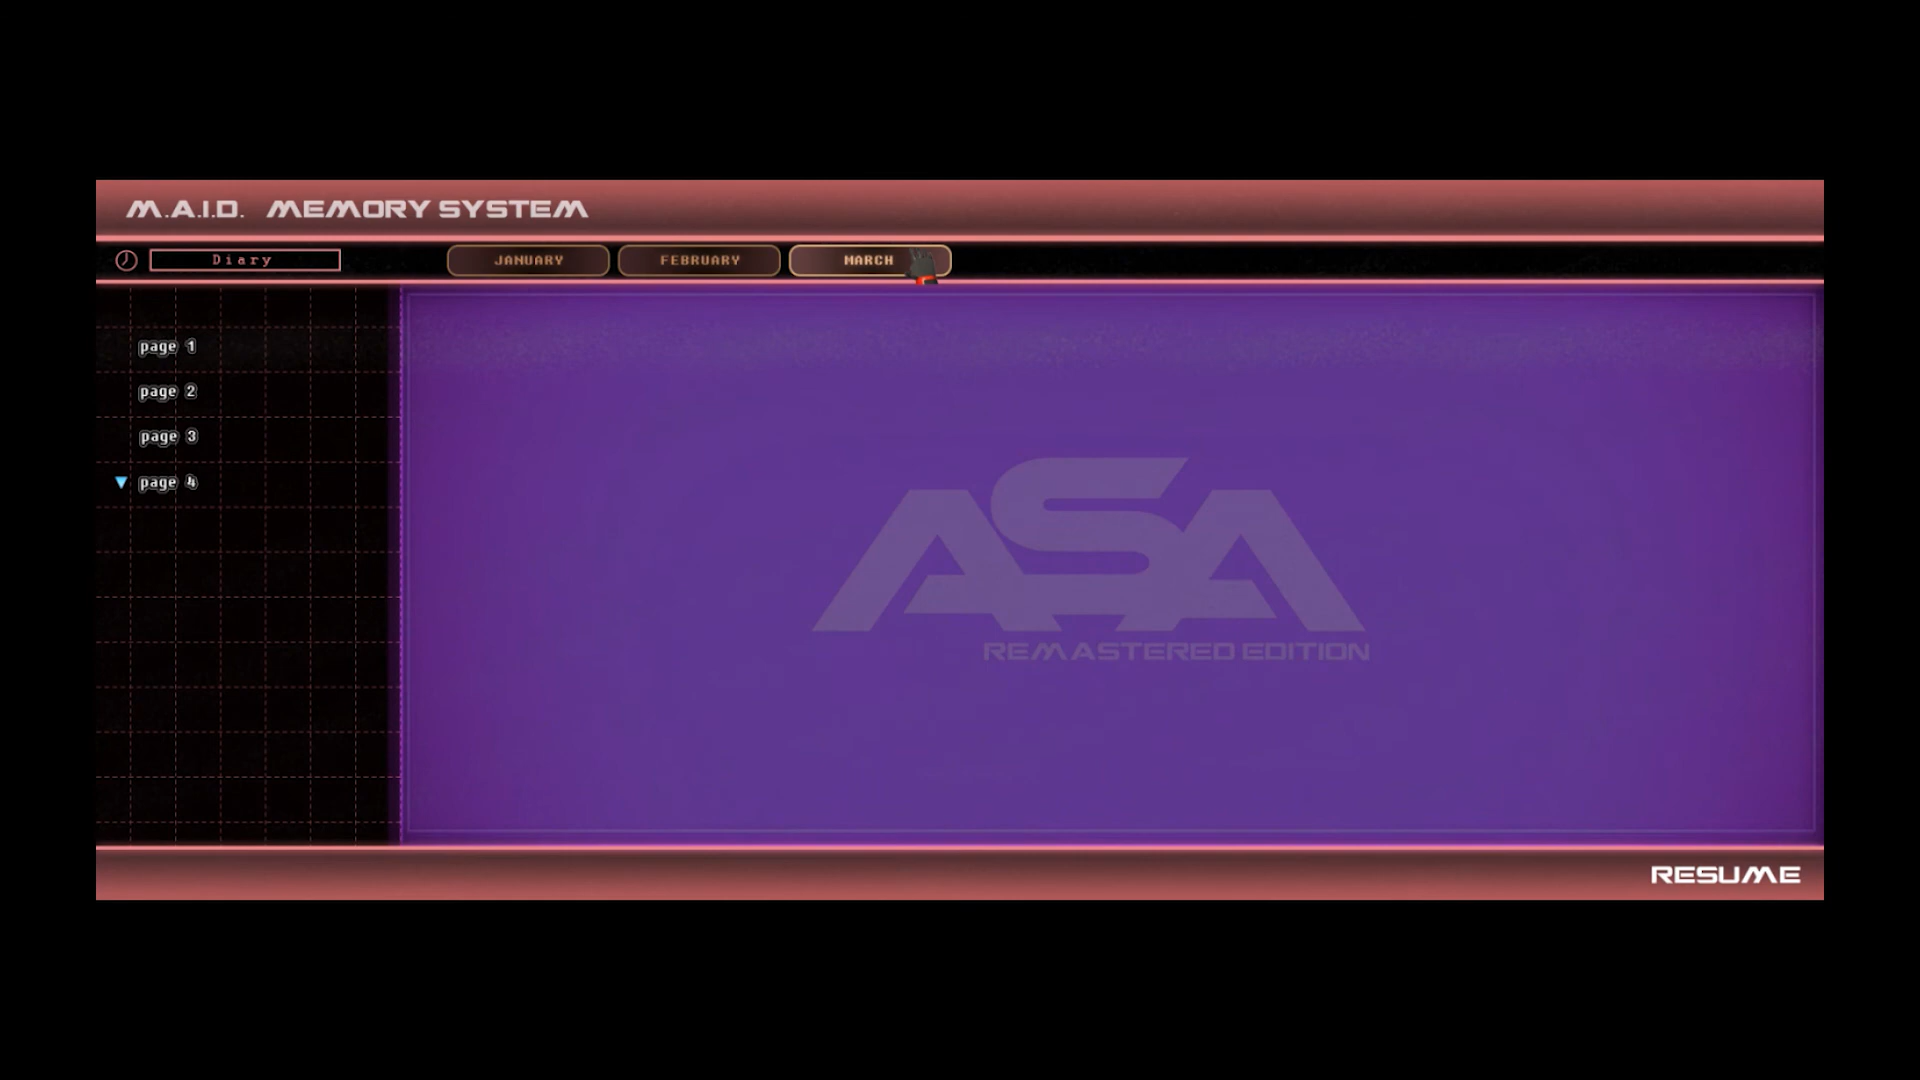 M.A.I.D. MEMORY SYSTEM
Diary
JANUARY
FEBRUARY
MARCH
page 1
page 2
page 3
page 4
ASA
REMASTERED EDITION
RESUME